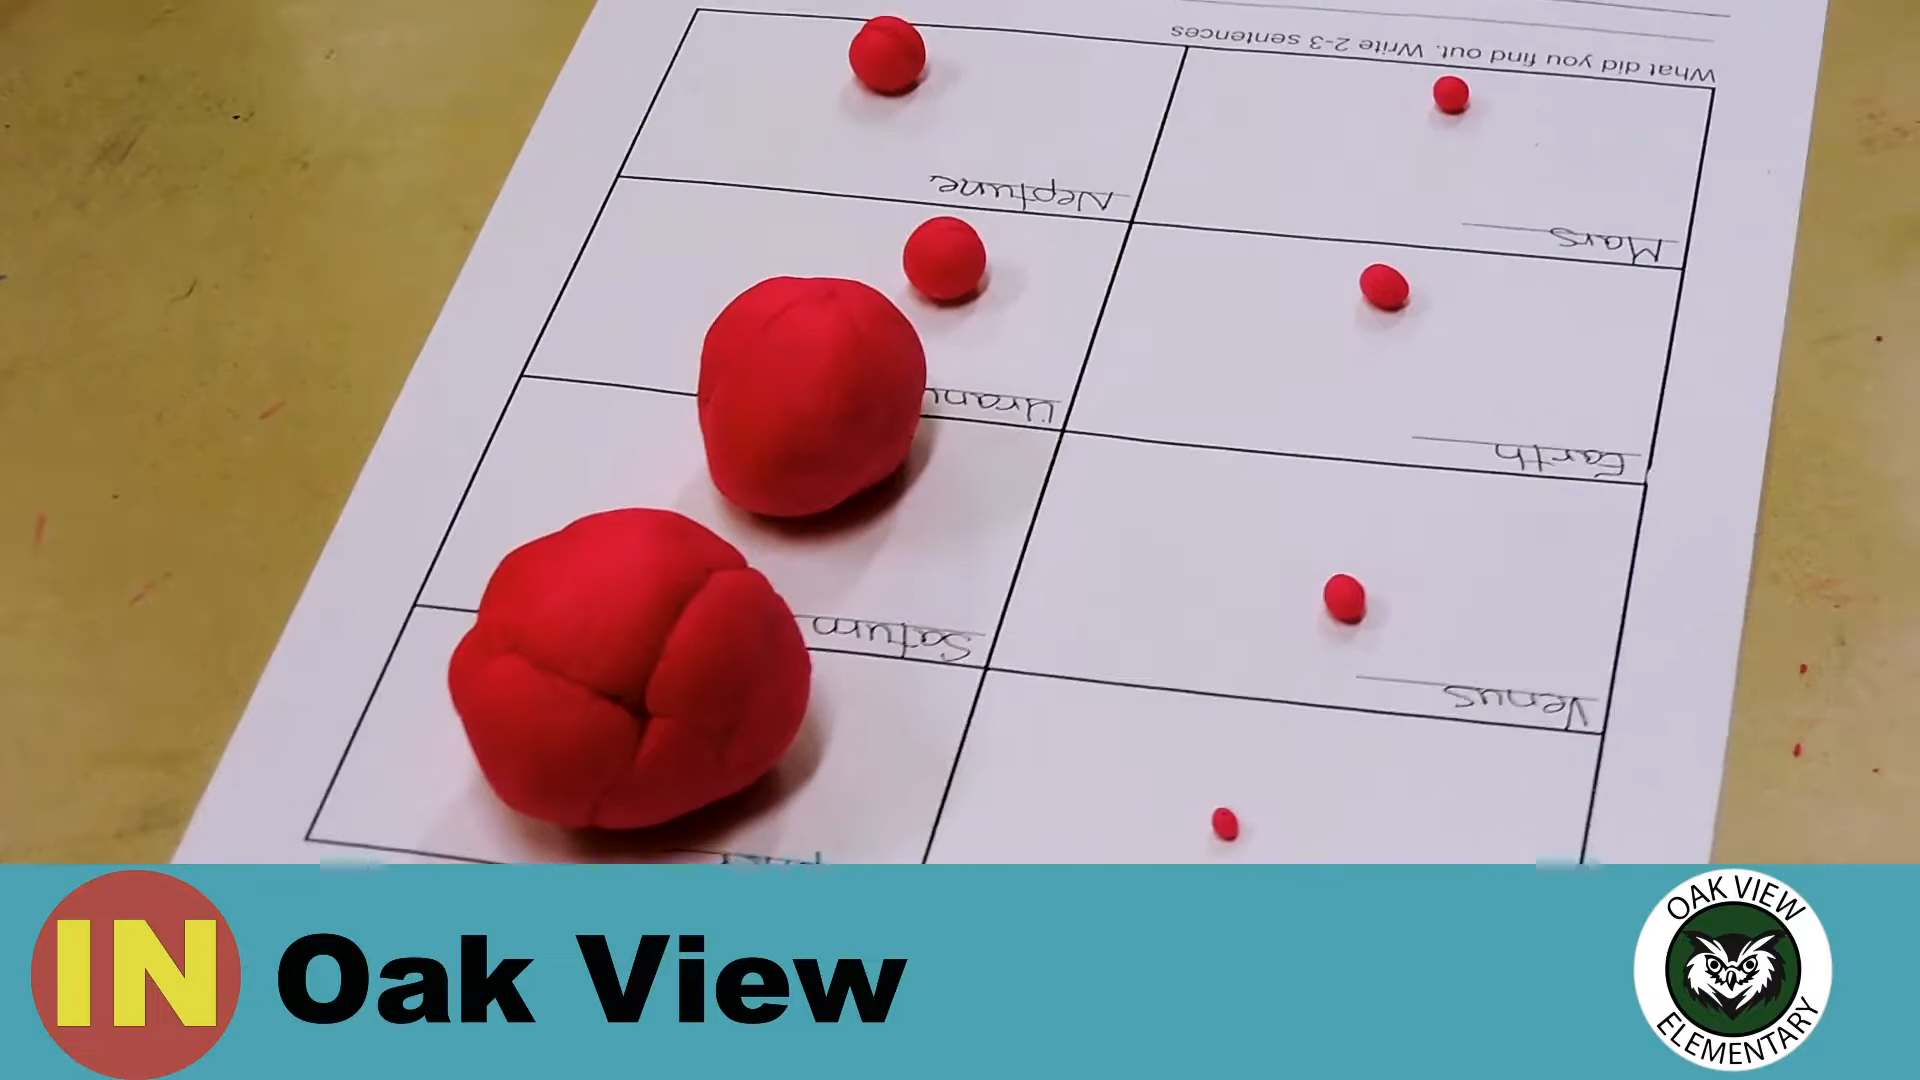 What did you find out. Write 2-3 sentences
Mars
Neptune
Earth
Uranu
Venus
Saturn
IN Oak View
OAK VIEW
ELEMENTARY